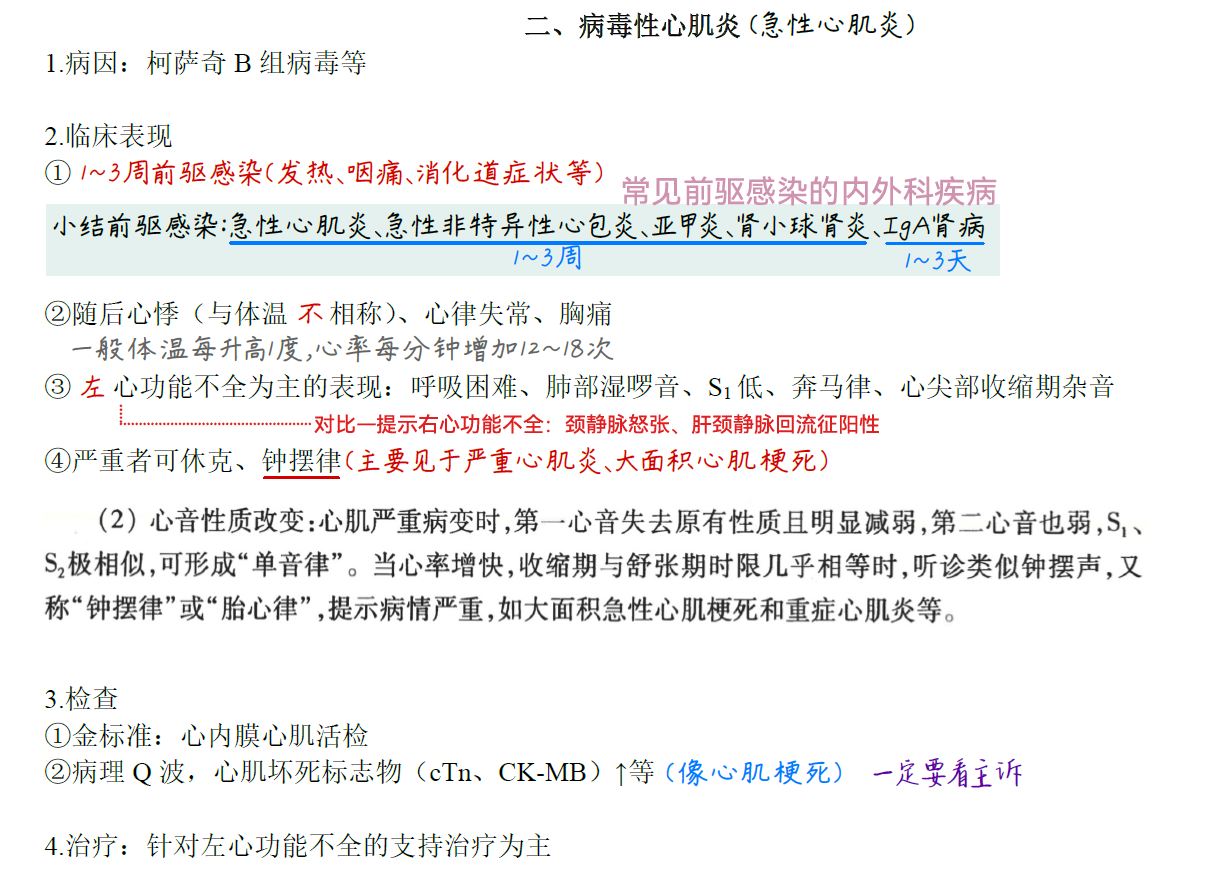 二、病毒性心肌炎(急性心肌炎)
1.病因：柯萨奇 B 组病毒等
2.临床表现
① 1~3周前驱感染(发热、咽痛、消化道症状等)
常见前驱感染的内外科疾病
小结前驱感染:急性心肌炎、急性非特异性心包炎、亚甲炎、肾小球肾炎、IgA肾病
1~3周
1~3天
②随后心悸（与体温 不 相称）、心律失常、胸痛
一般体温每升高1度,心率每分钟增加12~18次
③ 左 心功能不全为主的表现：呼吸困难、肺部湿啰音、S₁ 低、奔马律、心尖部收缩期杂音
对比—提示右心功能不全：颈静脉怒张、肝颈静脉回流征阳性
④严重者可休克、钟摆律(主要见于严重心肌炎、大面积心肌梗死)
（2）心音性质改变:心肌严重病变时,第一心音失去原有性质且明显减弱,第二心音也弱,S₁、
S₂极相似,可形成“单音律”。当心率增快,收缩期与舒张期时限几乎相等时,听诊类似钟摆声,又
称“钟摆律”或“胎心律”,提示病情严重,如大面积急性心肌梗死和重症心肌炎等。
3.检查
①金标准：心内膜心肌活检
②病理 Q 波，心肌坏死标志物（cTn、CK-MB）↑等 (像心肌梗死) 一定要看主诉
4.治疗：针对左心功能不全的支持治疗为主